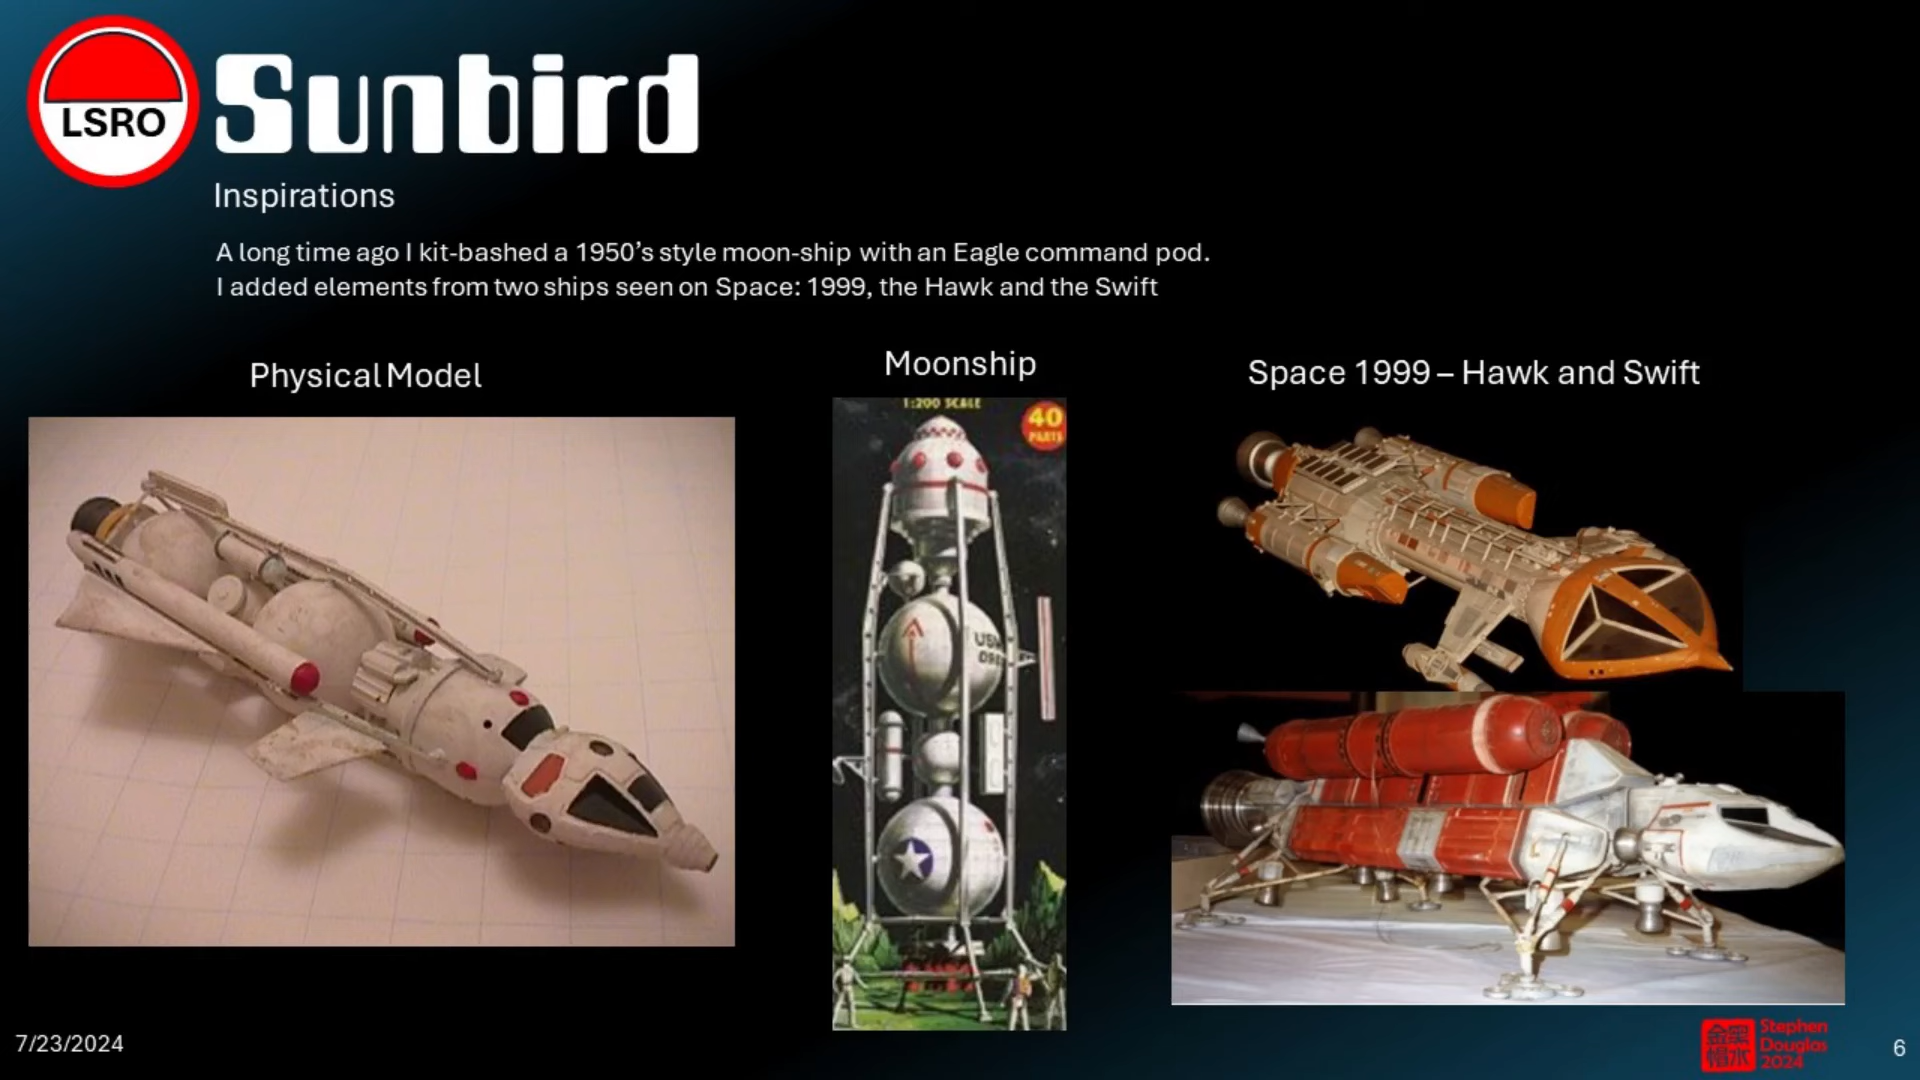 LSRO
Sunbird
Inspirations
A long time ago I kit-bashed a 1950’s style moon-ship with an Eagle command pod.
I added elements from two ships seen on Space: 1999, the Hawk and the Swift
Physical Model
Moonship
Space 1999 – Hawk and Swift
1:200 SCALE
40
PARTS
7/23/2024
Stephen
Douglas
2024
6